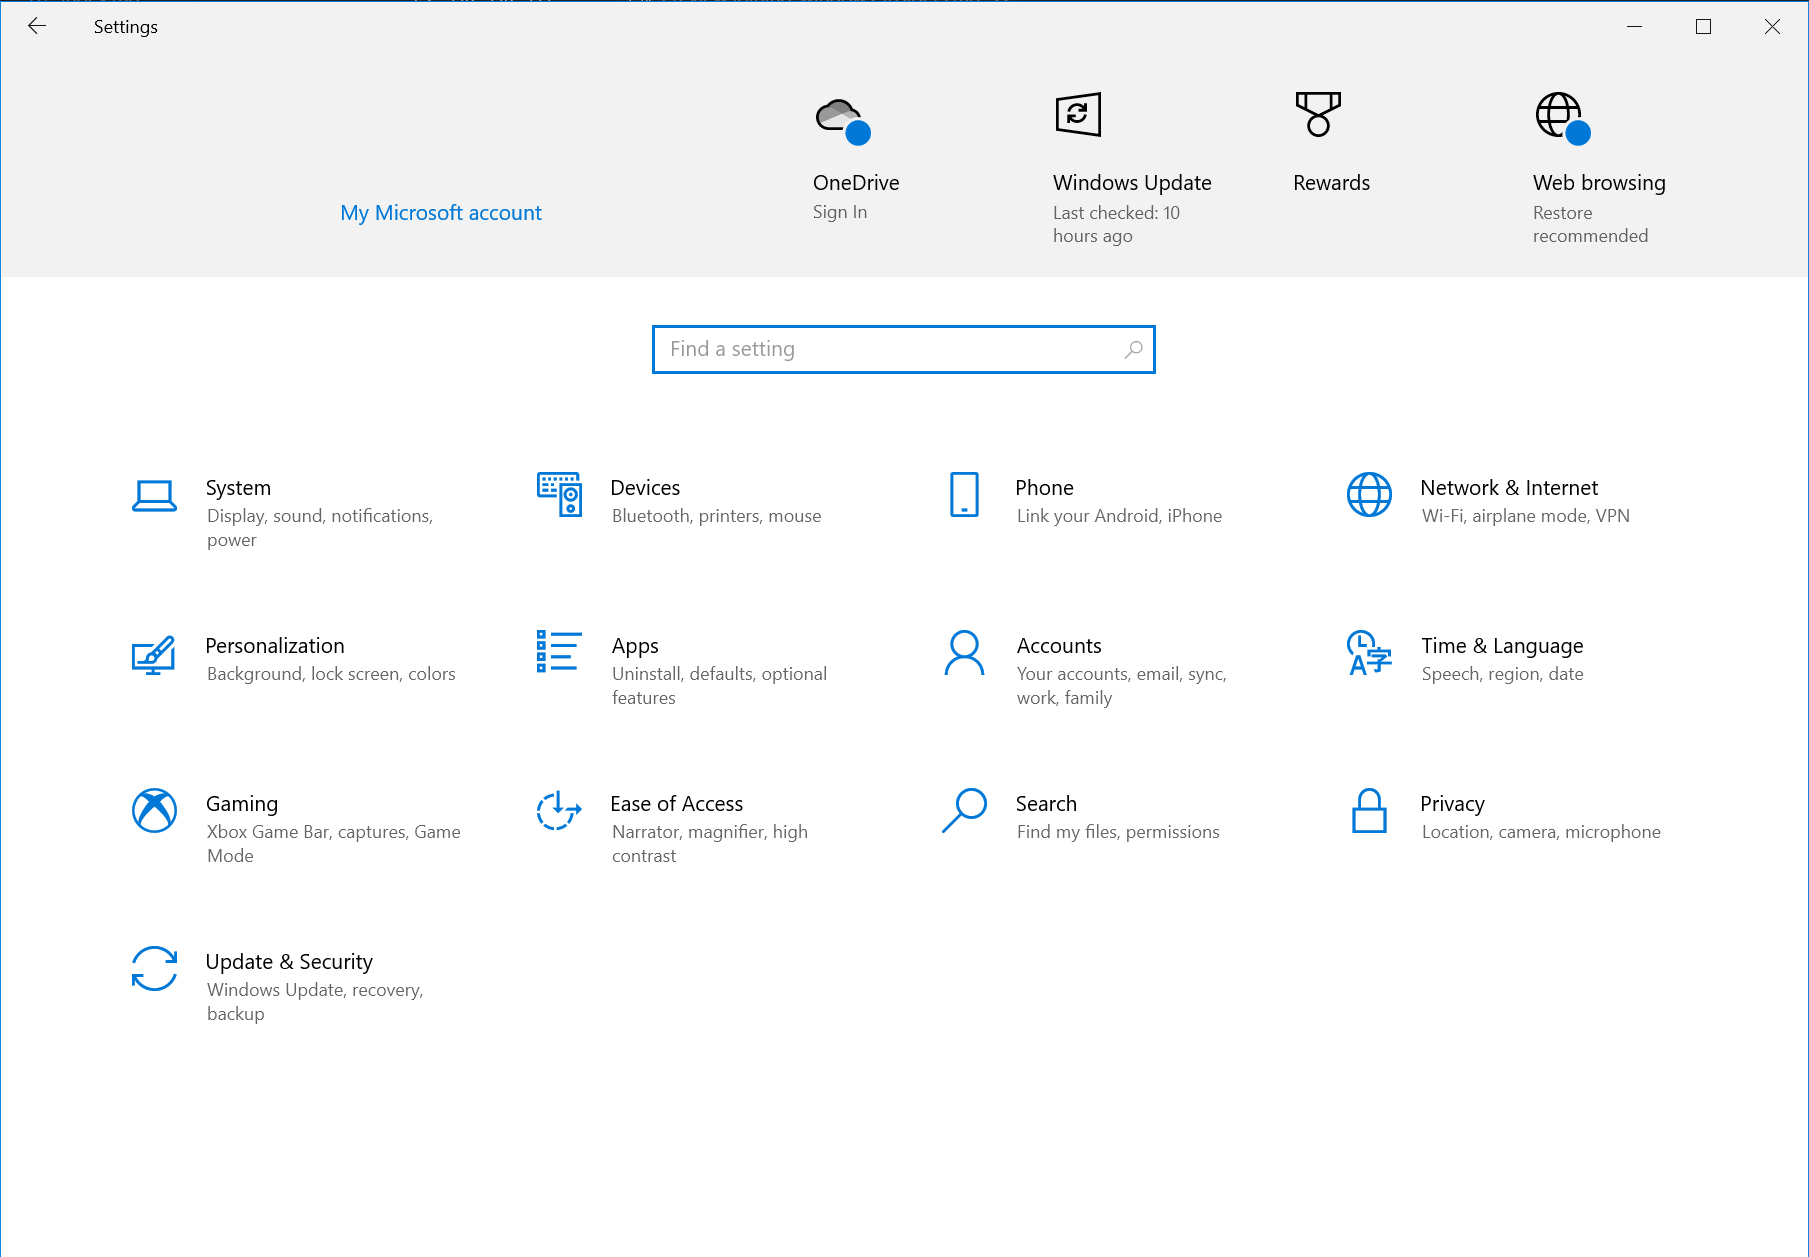 Settings
My Microsoft account
OneDrive
Sign In
Windows Update
Last checked: 10
hours ago
Rewards
Web browsing
Restore
recommended
Find a setting
System
Display, sound, notifications,
power
Devices
Bluetooth, printers, mouse
Phone
Link your Android, iPhone
Network & Internet
Wi-Fi, airplane mode, VPN
Personalization
Background, lock screen, colors
Apps
Uninstall, defaults, optional
features
Accounts
Your accounts, email, sync,
work, family
Time & Language
Speech, region, date
Gaming
Xbox Game Bar, captures, Game
Mode
Ease of Access
Narrator, magnifier, high
contrast
Search
Find my files, permissions
Privacy
Location, camera, microphone
Update & Security
Windows Update, recovery,
backup